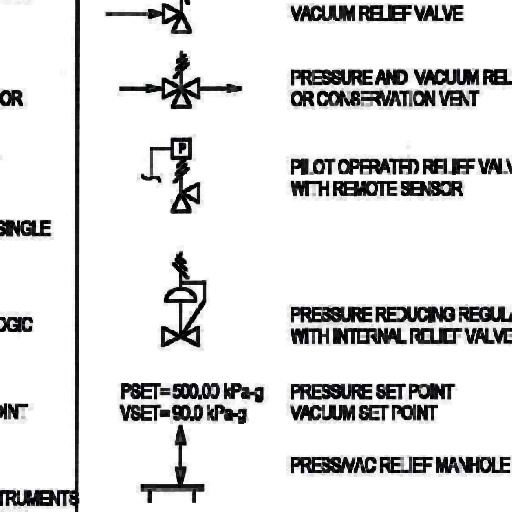 VACUUM RELIEF VALVE
PRESSURE AND VACUUM REL
OR
OR CONSERVATION VENT
P
PILOT OPERATED RELIEF VALV
WITH REMOTE SENSOR
SINGLE
PRESSURE REDUCING REGULA
OGIC
WITH INTERNAL RELIEF VALVE
PSET=500.00 kPa-g PRESSURE SET POINT
OINT
VSET=90.0 kPa-g VACUUM SET POINT
PRESS/VAC RELIEF MANHOLE
TRUMENTS